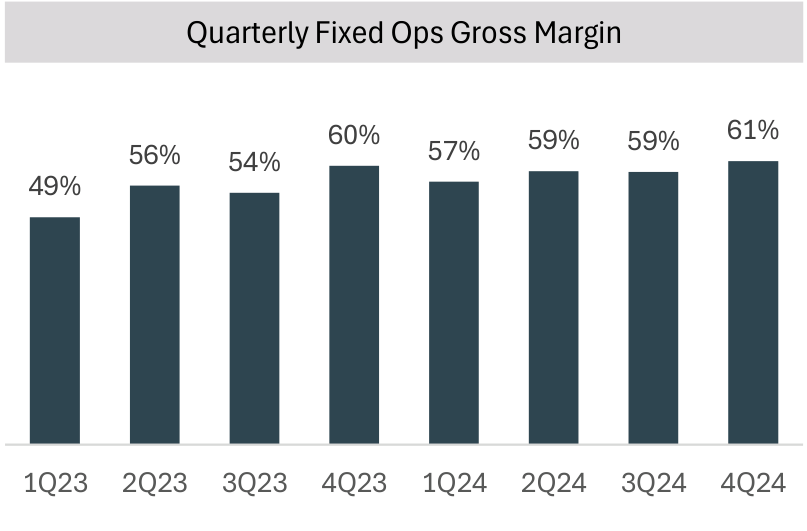 Quarterly Fixed Ops Gross Margin
49%
56%
54%
60%
57%
59%
59%
61%
1Q23
2Q23
3Q23
4Q23
1Q24
2Q24
3Q24
4Q24